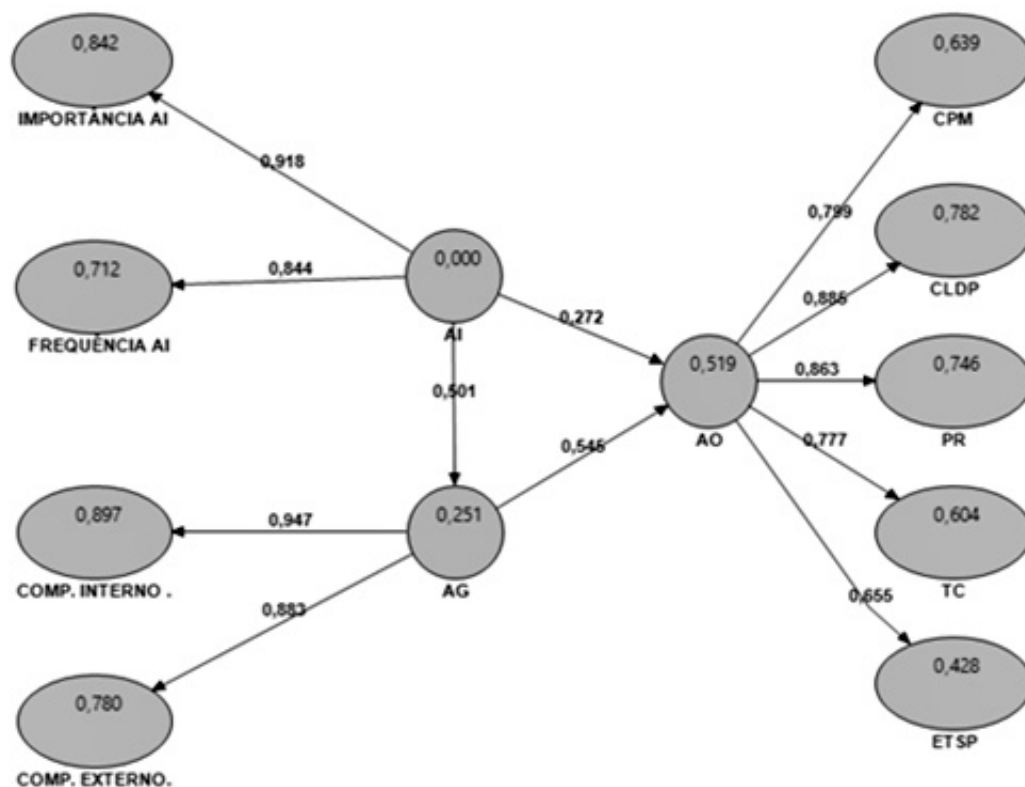 0,842
IMPORTÂNCIA AI
0,918
0,712
FREQUÊNCIA AI
0,844
0,000
AI
0,272
0,501
0,897
COMP. INTERNO .
0,947
0,251
AG
0,545
0,883
0,780
COMP. EXTERNO.
0,519
AO
0,639
CPM
0,799
0,782
CLDP
0,885
0,863
0,746
PR
0,777
0,604
TC
0,655
0,428
ETSP